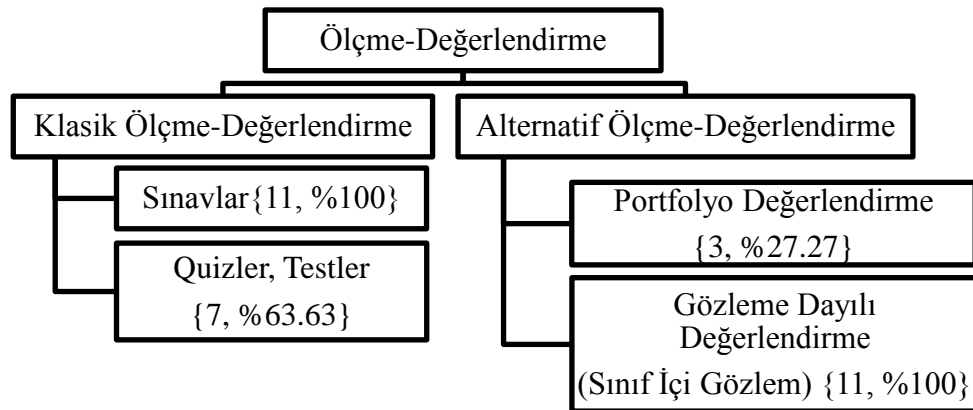 Ölçme-Değerlendirme
Klasik Ölçme-Değerlendirme
Sınavlar{11, %100}
Quizler, Testler
{7, %63.63}
Alternatif Ölçme-Değerlendirme
Portfolyo Değerlendirme
{3, %27.27}
Gözleme Dayılı
Değerlendirme
(Sınıf İçi Gözlem) {11, %100}